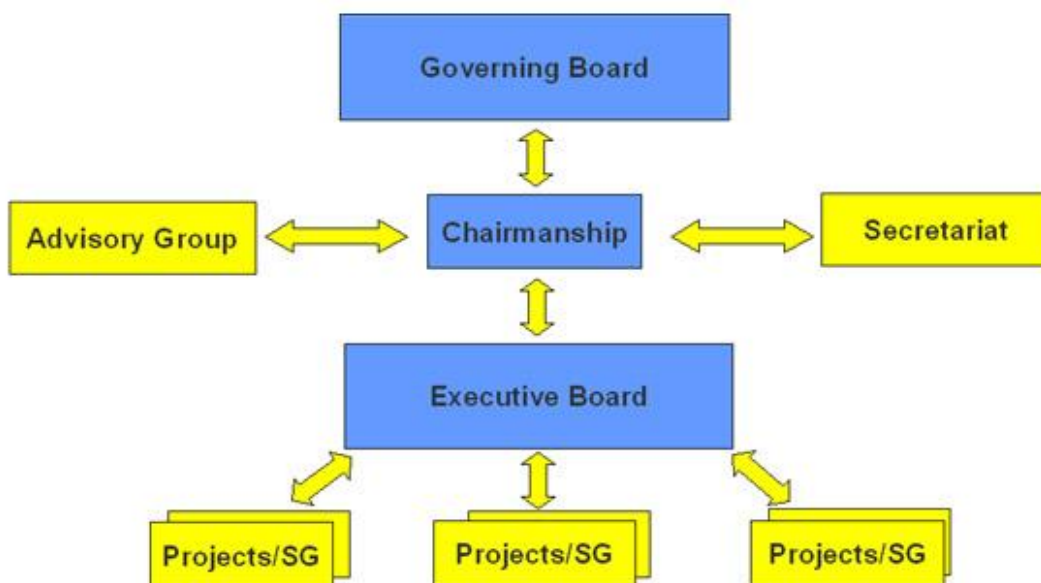 Governing Board
Advisory Group
Chairmanship
Secretariat
Executive Board
Projects/SG
Projects/SG
Projects/SG